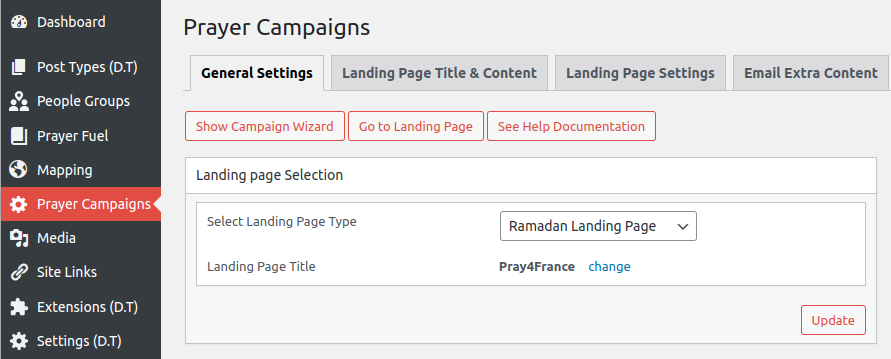 Dashboard
Post Types (D.T)
People Groups
Prayer Fuel
Mapping
Prayer Campaigns
Media
Site Links
Extensions (D.T)
Settings (D.T)
Prayer Campaigns
General Settings Landing Page Title & Content Landing Page Settings Email Extra Content
Show Campaign Wizard Go to Landing Page See Help Documentation
Landing page Selection
Select Landing Page Type Ramadan Landing Page
Landing Page Title Pray4France change
Update